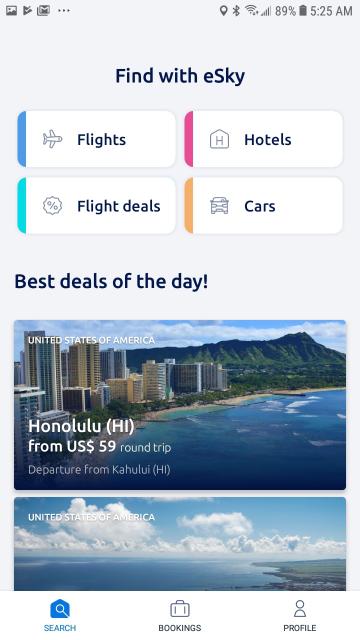 89% 5:25 AM
Find with eSky
Flights
Hotels
Flight deals
Cars
Best deals of the day!
UNITED STATES OF AMERICA
Honolulu (HI)
from US$ 59 round trip
Departure from Kahului (HI)
UNITED STATES OF AMERICA
SEARCH
BOOKINGS
PROFILE